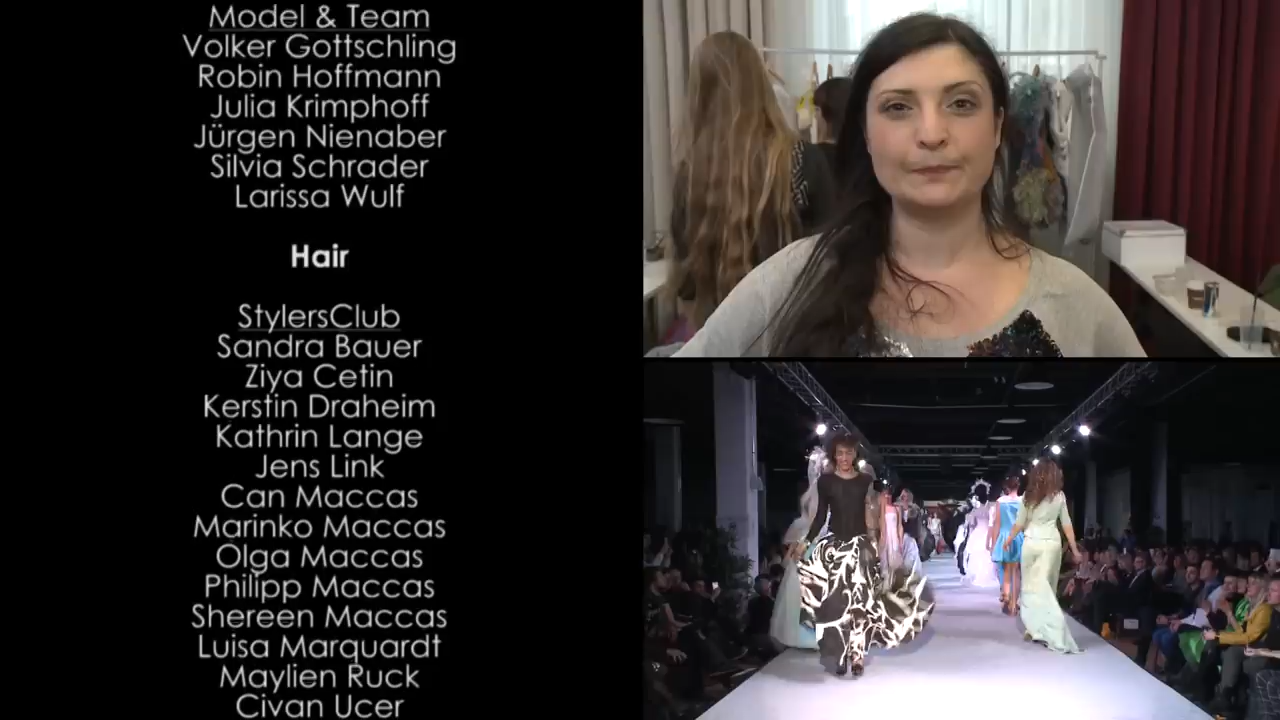 Model & Team
Volker Gottschling
Robin Hoffmann
Julia Krimphoff
Jürgen Nienaber
Silvia Schrader
Larissa Wulf
Hair
StylersClub
Sandra Bauer
Ziya Cetin
Kerstin Draheim
Kathrin Lange
Jens Link
Can Maccas
Marinko Maccas
Olga Maccas
Philipp Maccas
Shereen Maccas
Luisa Marquardt
Maylien Ruck
Civan Ucer